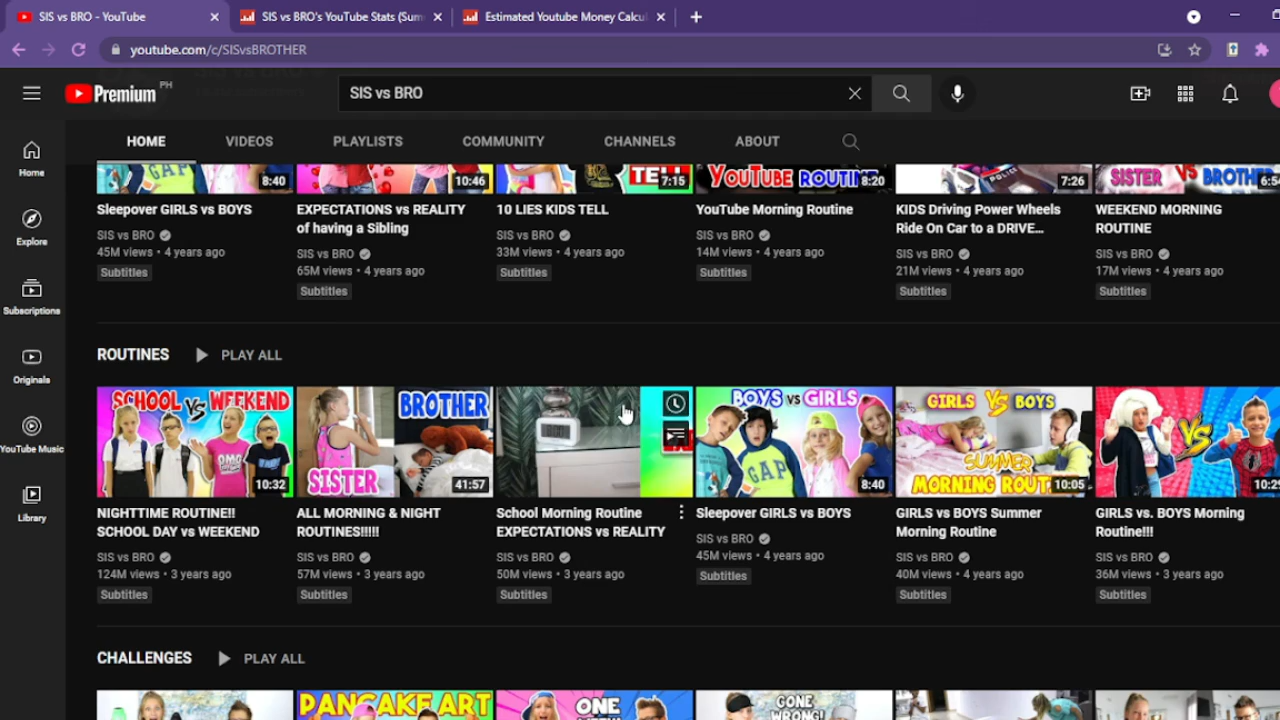 SIS vs BRO - YouTube
SIS vs BRO's YouTube Stats (Sum
Estimated Youtube Money Calcul
youtube.com/c/SISvsBROTHER
Premium PH
SIS vs BRO
HOME VIDEOS PLAYLISTS COMMUNITY CHANNELS ABOUT
Home
Explore
Subscriptions
Originals
YouTube Music
Library
GAP 8:40
10:46
TELL 7:15
YOUTUBE ROUTINE 8:20
POLICE 7:26
SISTER VS BROTHER 6:54
Sleepover GIRLS vs BOYS
SIS vs BRO
45M views • 4 years ago
Subtitles
EXPECTATIONS vs REALITY
of having a Sibling
SIS vs BRO
65M views • 4 years ago
Subtitles
10 LIES KIDS TELL
SIS vs BRO
33M views • 4 years ago
Subtitles
YouTube Morning Routine
SIS vs BRO
14M views • 4 years ago
Subtitles
KIDS Driving Power Wheels
Ride On Car to a DRIVE...
SIS vs BRO
21M views • 4 years ago
Subtitles
WEEKEND MORNING
ROUTINE
SIS vs BRO
17M views • 4 years ago
Subtitles
ROUTINES PLAY ALL
SCHOOL VS WEEKEND
OMG
10:32
NIGHTTIME ROUTINE!!
SCHOOL DAY vs WEEKEND
SIS vs BRO
124M views • 3 years ago
Subtitles
BROTHER
SISTER
41:57
ALL MORNING & NIGHT
ROUTINES!!!!!
SIS vs BRO
57M views • 3 years ago
Subtitles
School Morning Routine
EXPECTATIONS vs REALITY
SIS vs BRO
50M views • 3 years ago
Subtitles
BOYS vs GIRLS
GAP
8:40
Sleepover GIRLS vs BOYS
SIS vs BRO
45M views • 4 years ago
Subtitles
GIRLS VS BOYS
SUMMER
MORNING ROUT
10:05
GIRLS vs BOYS Summer
Morning Routine
SIS vs BRO
40M views • 4 years ago
Subtitles
VS
10:29
GIRLS vs. BOYS Morning
Routine!!!
SIS vs BRO
36M views • 3 years ago
Subtitles
CHALLENGES PLAY ALL
PANCAKE ART
ONE
GONE
WRONG!